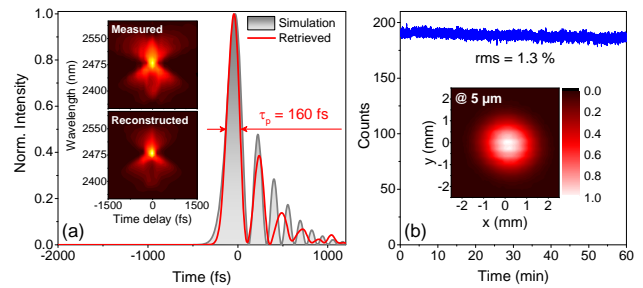 Measured
2550
2475
2400
Reconstructed
2550
2475
2400
-1500 0 1500
Time delay (fs)
Wavelength (nm)
Simulation
Retrieved
τp = 160 fs
1.0
0.8
0.6
0.4
0.2
0.0
Norm. Intensity
(a)
-2000 -1000 0 1000
Time (fs)
200
150
100
50
0
Counts
rms = 1.3 %
@ 5 µm
2
0
-2
y (mm)
-2 0 2
x (mm)
0.0
0.2
0.4
0.6
0.8
1.0
(b)
0 10 20 30 40 50 60
Time (min)